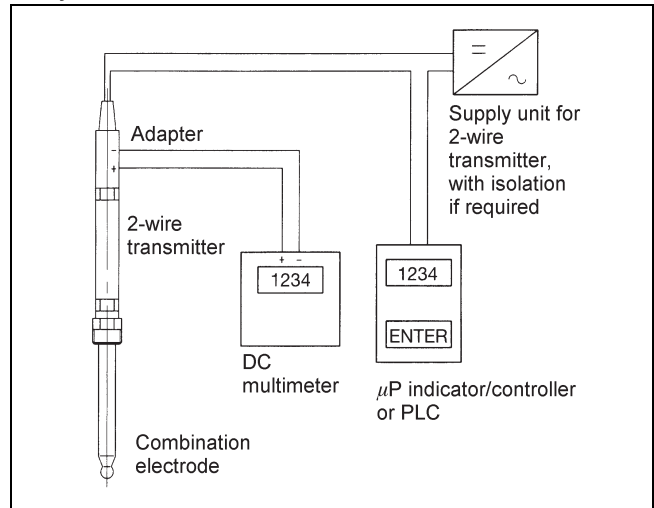 Supply unit for
2-wire
transmitter,
with isolation
if required
Adapter
−
+
2-wire
transmitter
+ −
1234
DC
multimeter
1234
ENTER
μP indicator/controller
or PLC
Combination
electrode